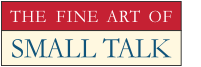 THE FINE ART OF
SMALL TALK